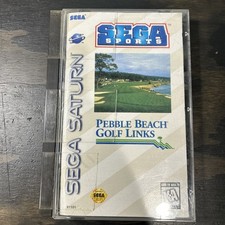 SEGA
SEGA
SPORTS
SEGA SATURN
PEBBLE BEACH
GOLF LINKS
SEGA